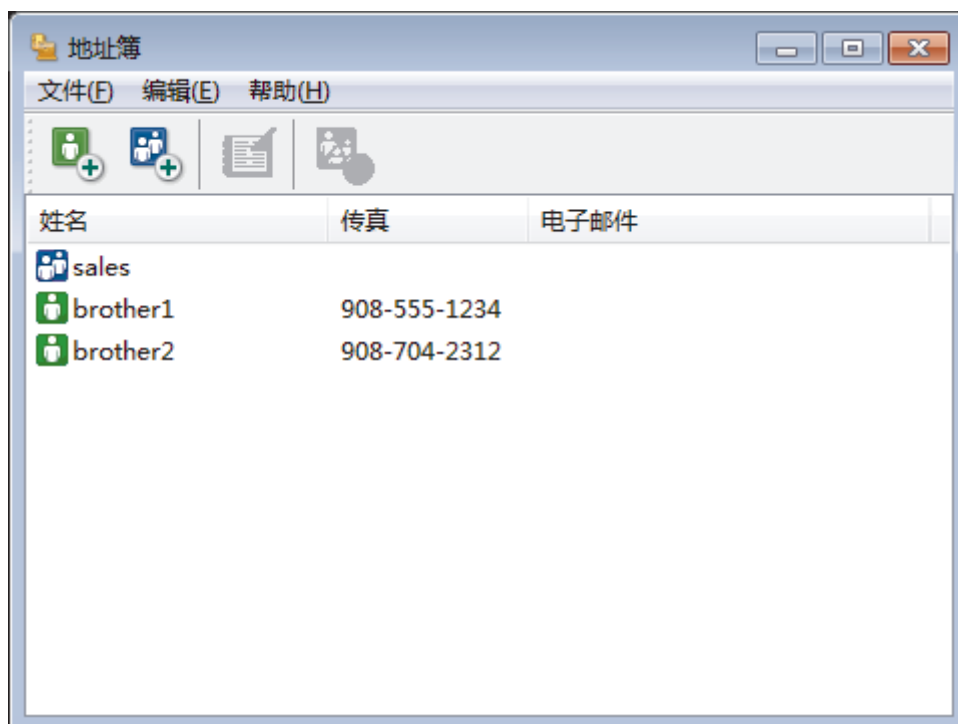 地址簿
文件(F) 编辑(E) 帮助(H)
姓名 传真 电子邮件
sales
brother1 908-555-1234
brother2 908-704-2312